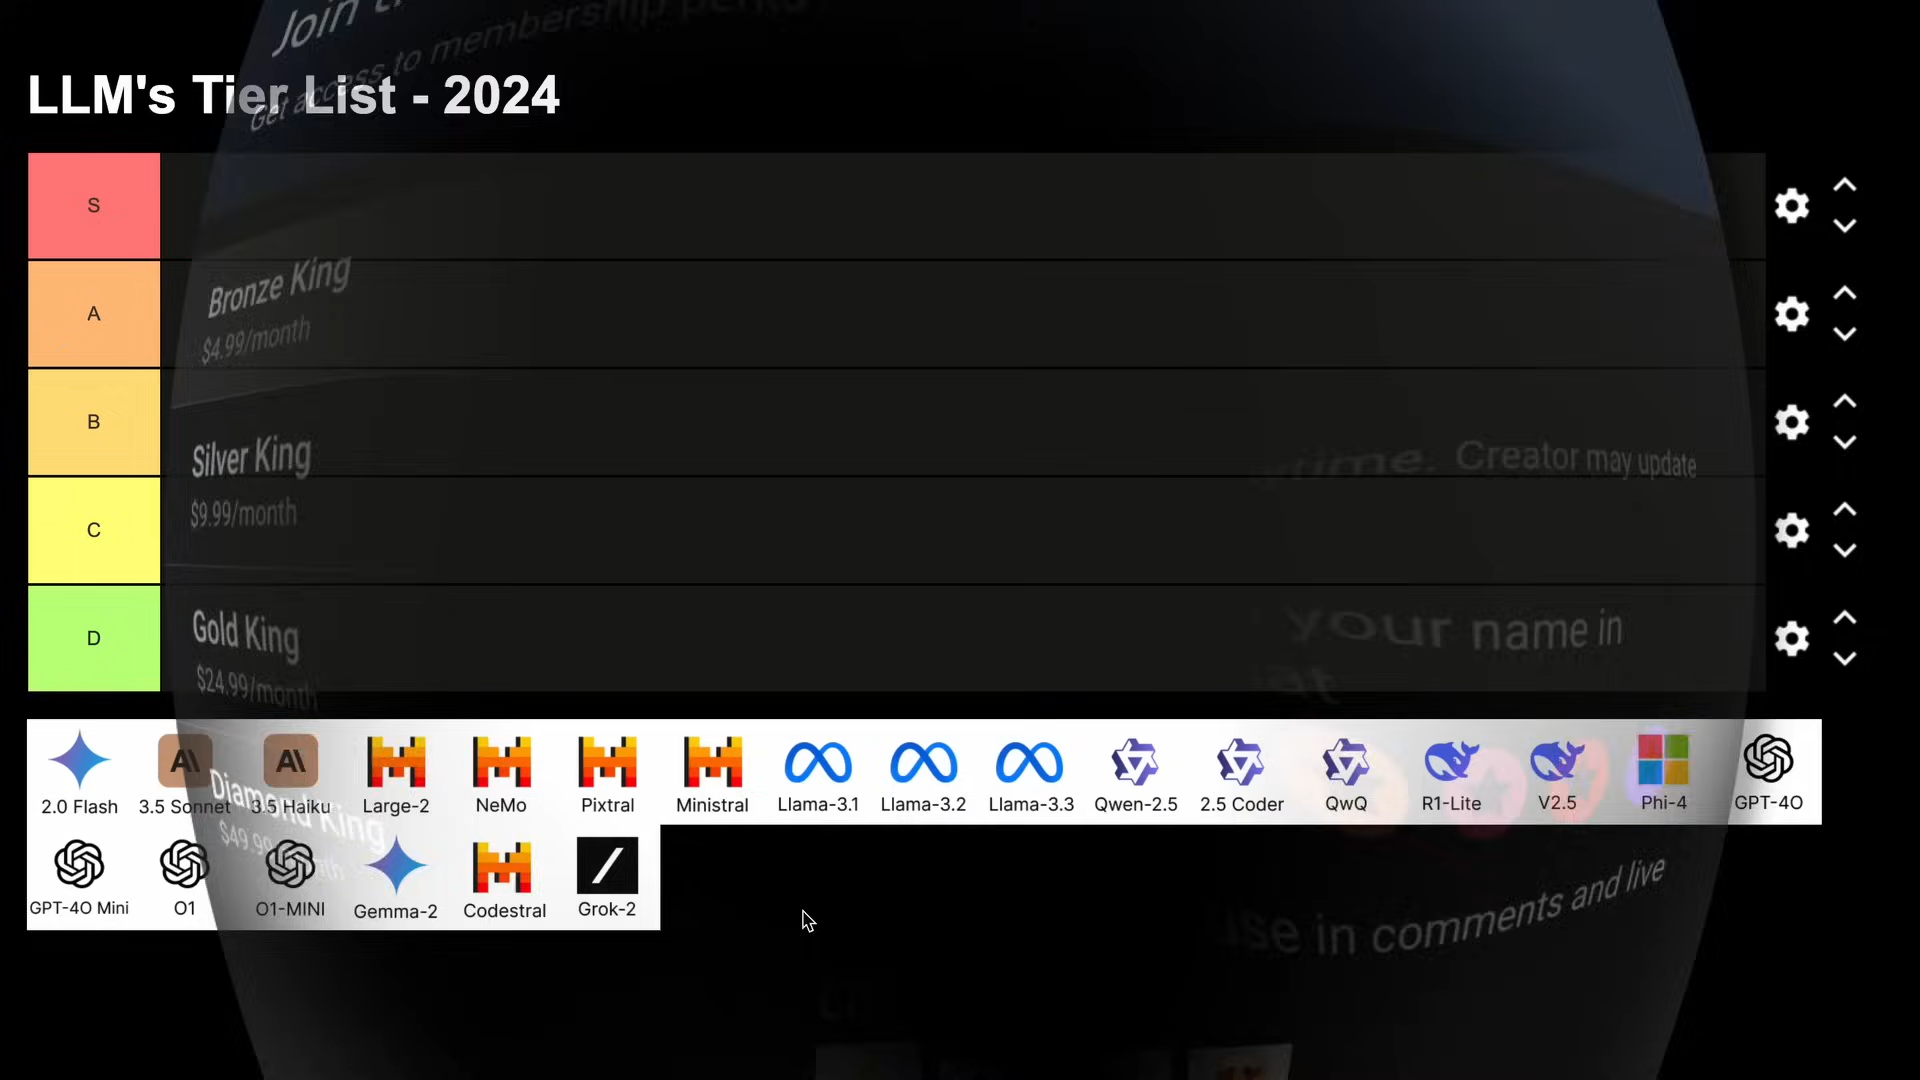 Join
Get access to membership perks
LLM's Tier List - 2024
S
A
Bronze King
$4.99/month
B
Silver King
$9.99/month
Creator may update
C
D
Gold King
$24.99/month
your name in
2.0 Flash
3.5 Sonnet
3.5 Haiku
Large-2
NeMo
Pixtral
Ministral
Llama-3.1
Llama-3.2
Llama-3.3
Qwen-2.5
2.5 Coder
QwQ
R1-Lite
V2.5
Phi-4
GPT-4O
Diamond King
GPT-4O Mini
O1
O1-MINI
Gemma-2
Codestral
Grok-2
in comments and live